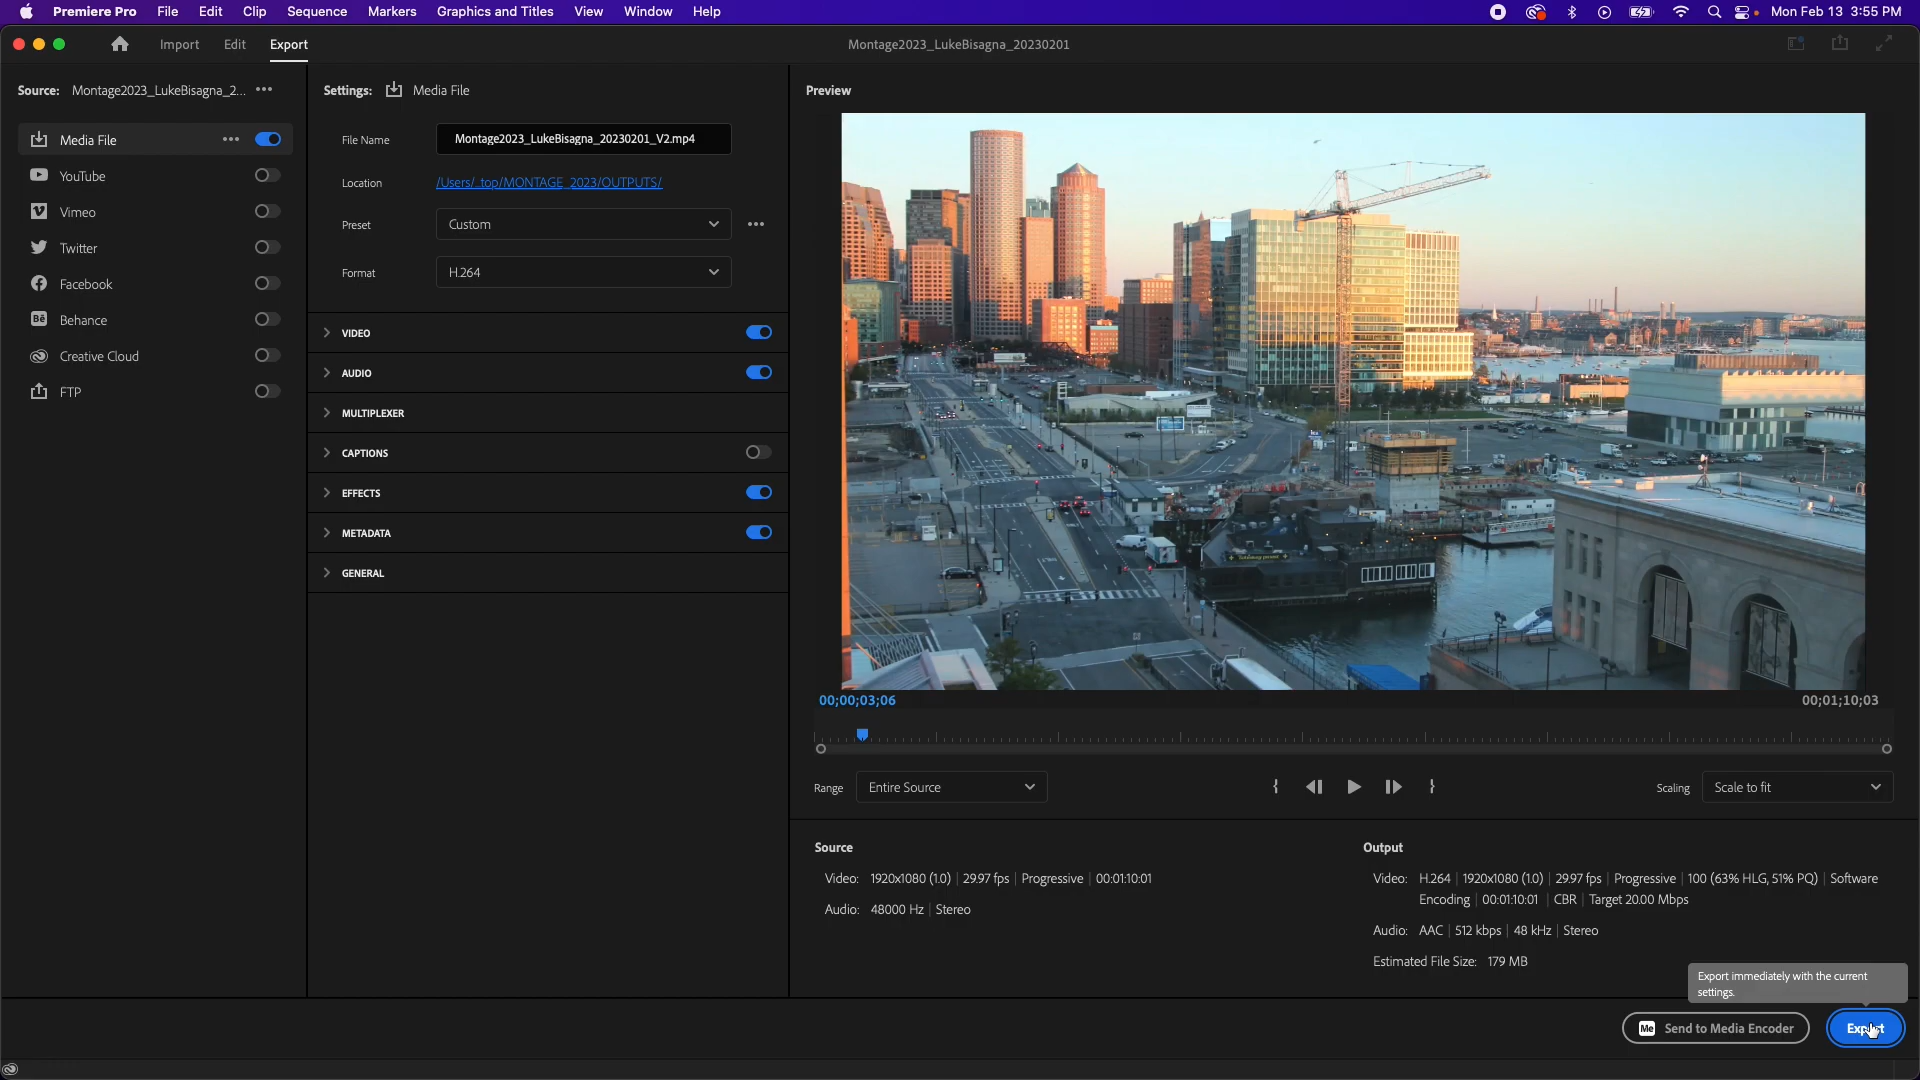 Premiere Pro File Edit Clip Sequence Markers Graphics and Titles View Window Help Mon Feb 13 3:55 PM
Import Edit Export Montage2023_LukeBisagna_20230201
Source: Montage2023_LukeBisagna_2... •••
Media File •••
YouTube
Vimeo
Twitter
Facebook
Bē Behance
Creative Cloud
FTP
Settings: Media File
File Name Montage2023_LukeBisagna_20230201_V2.mp4
Location /Users/...top/MONTAGE_2023/OUTPUTS/
Preset Custom •••
Format H.264
VIDEO
AUDIO
MULTIPLEXER
CAPTIONS
EFFECTS
METADATA
GENERAL
Preview
00;00;03;06 00;01;10;03
Range Entire Source { } Scaling Scale to fit
Source
Video: 1920x1080 (1.0) | 29.97 fps | Progressive | 00:01:10:01
Audio: 48000 Hz | Stereo
Output
Video: H.264 | 1920x1080 (1.0) | 29.97 fps | Progressive | 100 (63% HLG, 51% PQ) | Software
Encoding | 00:01:10:01 | CBR | Target 20.00 Mbps
Audio: AAC | 512 kbps | 48 kHz | Stereo
Estimated File Size: 179 MB
Export immediately with the current
settings.
Me Send to Media Encoder Export